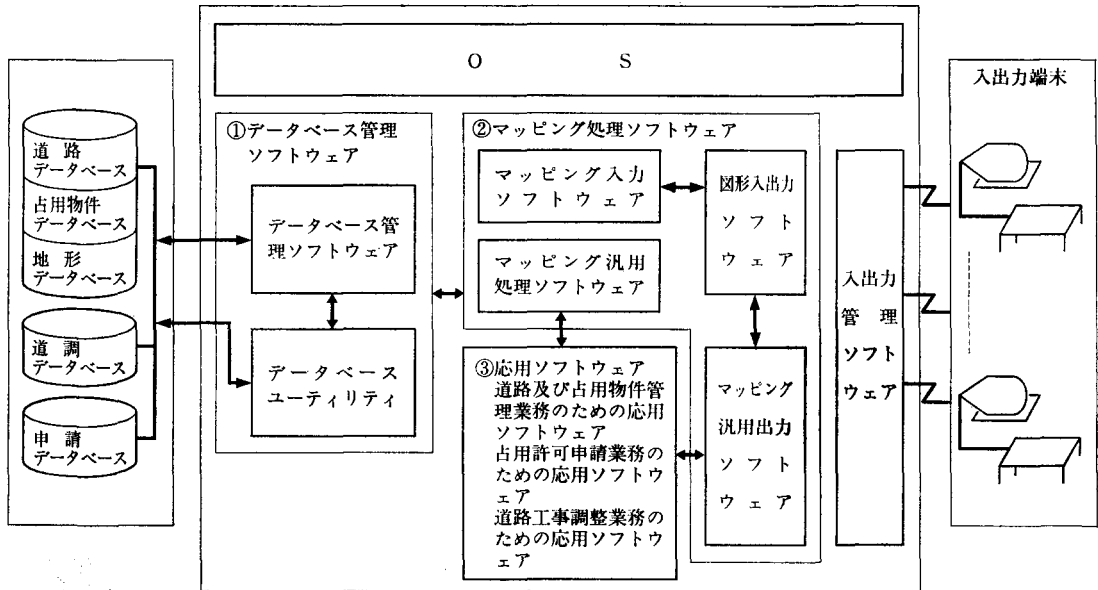 O S
道路
データベース
占用物件
データベース
地形
データベース
道調
データベース
申請
データベース
①データベース管理
ソフトウェア
データベース管
理ソフトウェア
データベース
ユーティリティ
②マッピング処理ソフトウェア
マッピング入力
ソフトウェア
マッピング汎用
処理ソフトウェア
図形入出力
ソフト
ウェア
③応用ソフトウェア
道路及び占用物件管
理業務のための応用
ソフトウェア
占用許可申請業務の
ための応用ソフトウ
ェア
道路工事調整業務の
ための応用ソフトウ
ェア
マッピング
汎用出力
ソフト
ウェア
入出力
管理
ソフト
ウェア
入出力端末